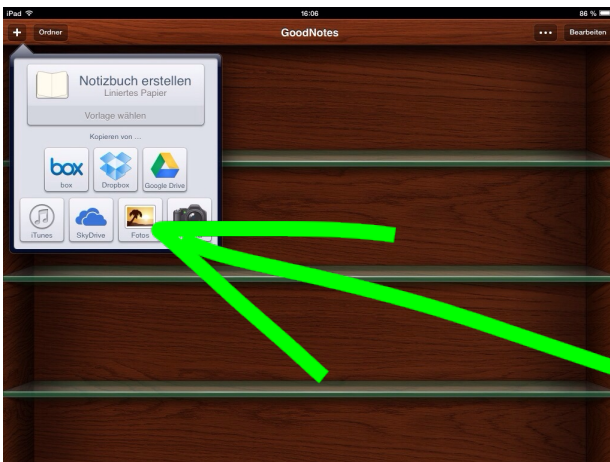 iPad 16:06 86 %
Ordner GoodNotes Bearbeiten
Notizbuch erstellen
Liniertes Papier
Vorlage wählen
Kopieren von ...
box
box Dropbox Google Drive
iTunes SkyDrive Fotos